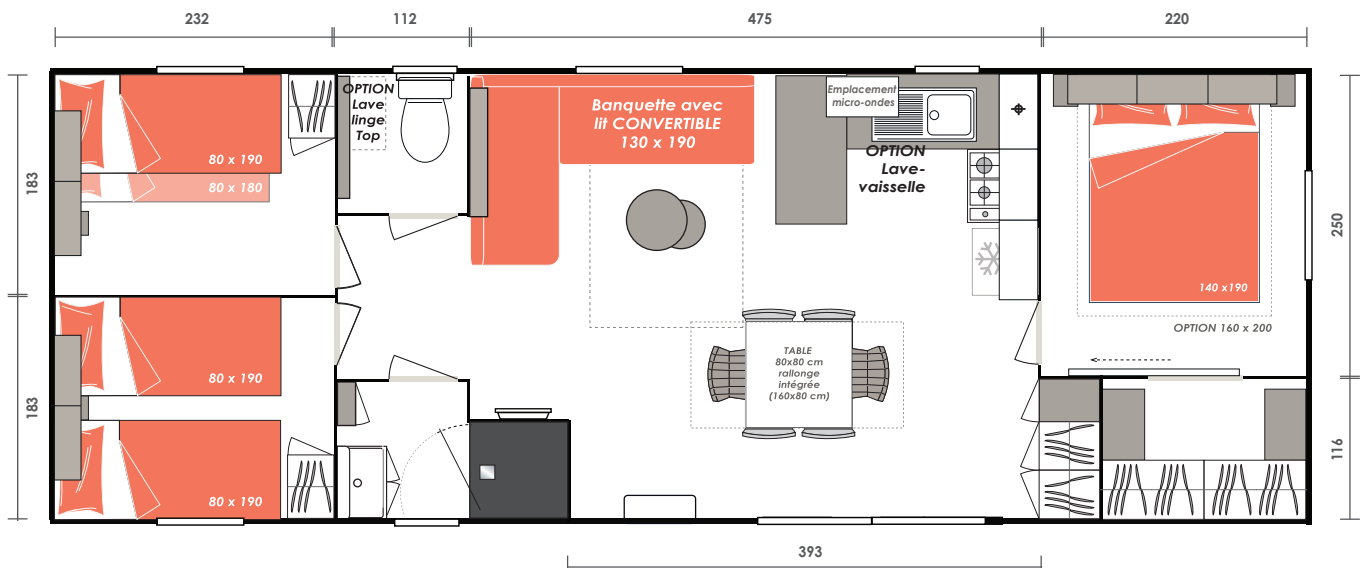 232
112
475
220
183
183
80 x 190
80 x 180
80 x 190
80 x 190
OPTION
Lave
linge
Top
Banquette avec
lit CONVERTIBLE
130 x 190
Emplacement
micro-ondes
OPTION
Lave-
vaisselle
TABLE
80x80 cm
rallonge
intégrée
(160x80 cm)
140 x190
OPTION 160 x 200
250
116
393